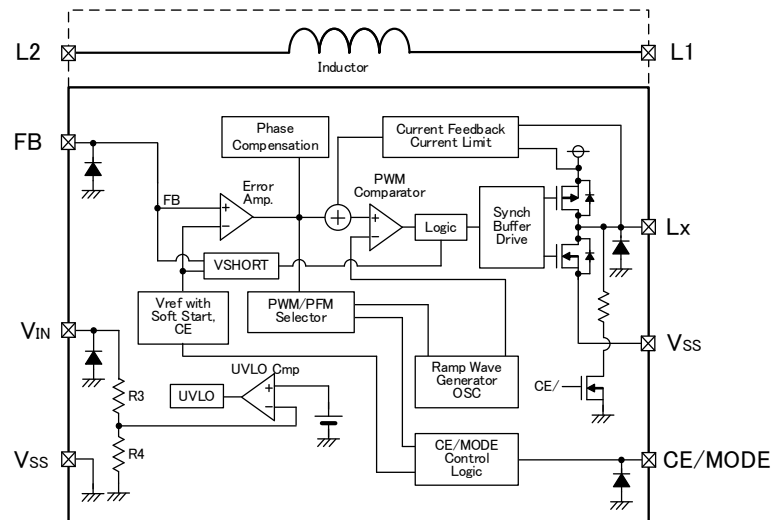 L2
Inductor
L1
FB
Phase
Compensation
Current Feedback
Current Limit
Error
Amp.
PWM
Comparator
FB
+
−
+
+
−
Logic
Synch
Buffer
Drive
Lx
VSHORT
Vref with
Soft Start,
CE
PWM/PFM
Selector
VIN
R3
UVLO Cmp
UVLO
+
−
Ramp Wave
Generator
OSC
CE/
VSS
R4
VSS
CE/MODE
Control
Logic
CE/MODE